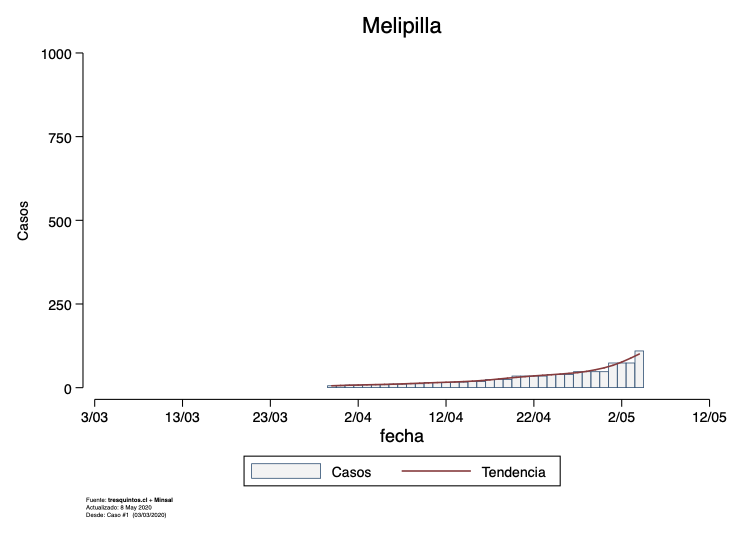 Melipilla
1000
750
500
250
0
Casos
3/03 13/03 23/03 2/04 12/04 22/04 2/05 12/05
fecha
Casos Tendencia
Fuente: tresquintos.cl + Minsal
Actualizado: 8 May 2020
Desde: Caso #1 (03/03/2020)